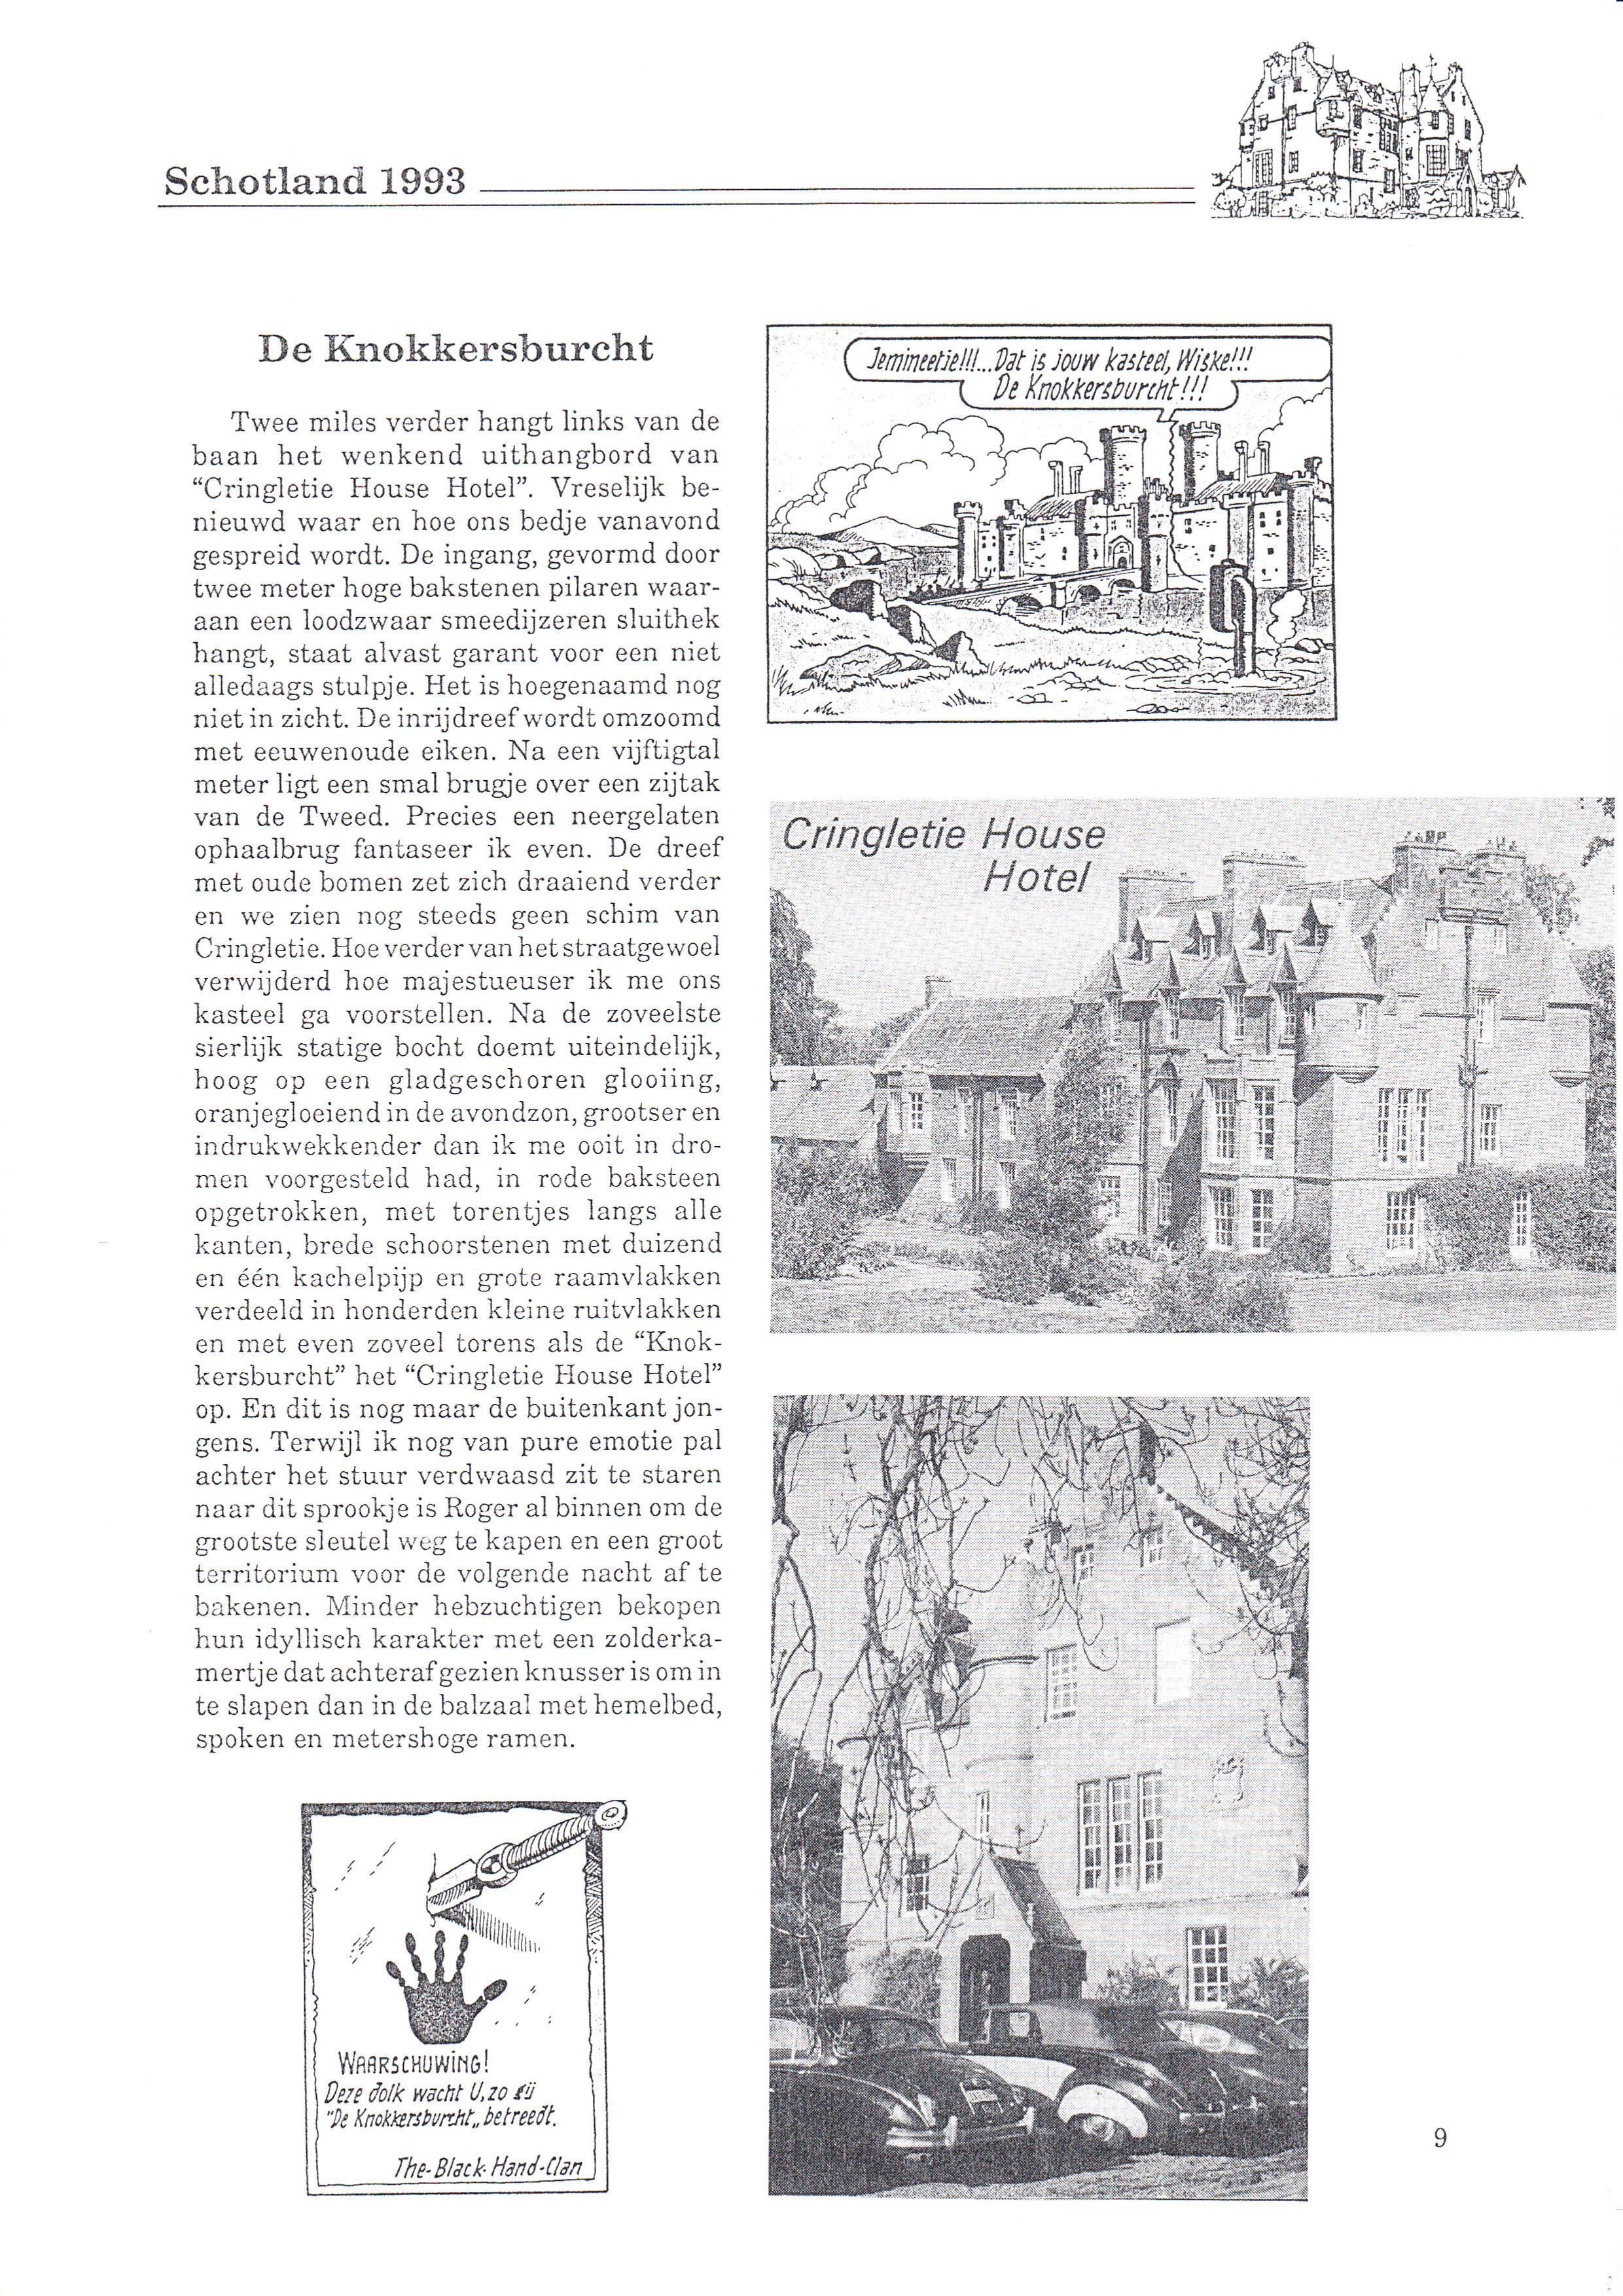 Schotland 1993
De Knokkersburcht
Twee miles verder hangt links van de
baan het wenkend uithangbord van
“Cringletie House Hotel”. Vreselijk be-
nieuwd waar en hoe ons bedje vanavond
gespreid wordt. De ingang, gevormd door
twee meter hoge bakstenen pilaren waar-
aan een loodzwaar smeedijzeren sluithek
hangt, staat alvast garant voor een niet
alledaags stulpje. Het is hoegenaamd nog
niet in zicht. De inrijdreef wordt omzoomd
met eeuwenoude eiken. Na een vijftigtal
meter ligt een smal brugje over een zijtak
van de Tweed. Precies een neergelaten
ophaalbrug fantaseer ik even. De dreef
met oude bomen zet zich draaiend verder
en we zien nog steeds geen schim van
Cringletie. Hoe verder van het straatgewoel
verwijderd hoe majestueuser ik me ons
kasteel ga voorstellen. Na de zoveelste
sierlijk statige bocht doemt uiteindelijk,
hoog op een gladgeschoren glooiing,
oranjegloeiend in de avondzon, grootser en
indrukwekkender dan ik me ooit in dro-
men voorgesteld had, in rode baksteen
opgetrokken, met torentjes langs alle
kanten, brede schoorstenen met duizend
en één kachelpijp en grote raamvlakken
verdeeld in honderden kleine ruitvlakken
en met even zoveel torens als de “Knok-
kersburcht” het “Cringletie House Hotel”
op. En dit is nog maar de buitenkant jon-
gens. Terwijl ik nog van pure emotie pal
achter het stuur verdwaasd zit te staren
naar dit sprookje is Roger al binnen om de
grootste sleutel weg te kapen en een groot
territorium voor de volgende nacht af te
bakenen. Minder hebzuchtigen bekopen
hun idyllisch karakter met een zolderka-
mertje dat achteraf gezien knusser is om in
te slapen dan in de balzaal met hemelbed,
spoken en metershoge ramen.
WAARSCHUWING!
Deze dolk wacht U, zo gij
"De Knokkersburcht„ betreedt.
The-Black-Hand-Clan
Jemineetje!!!...Dat is jouw kasteel, Wiske!!!
De Knokkersburcht!!!
Cringletie House
Hotel
9